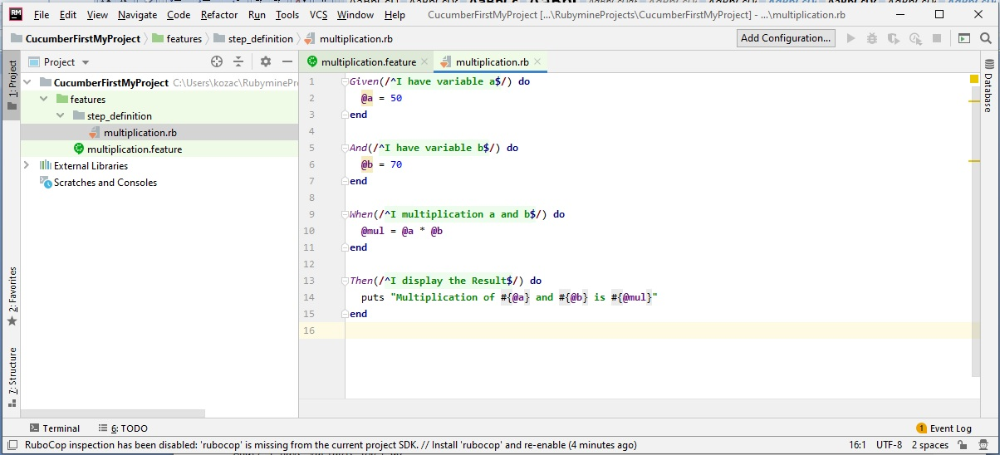 RM File Edit View Navigate Code Refactor Run Tools VCS Window Help CucumberFirstMyProject [...\RubymineProjects\CucumberFirstMyProject] - ...\multiplication.rb
CucumberFirstMyProject features step_definition multiplication.rb Add Configuration...
1: Project
2: Favorites
7: Structure
Project
CucumberFirstMyProject C:\Users\kozac\RubyminePr
features
step_definition
multiplication.rb
multiplication.feature
External Libraries
Scratches and Consoles
multiplication.feature multiplication.rb
1 Given(/^I have variable a$/) do
2 @a = 50
3 end
4
5 And(/^I have variable b$/) do
6 @b = 70
7 end
8
9 When(/^I multiplication a and b$/) do
10 @mul = @a * @b
11 end
12
13 Then(/^I display the Result$/) do
14 puts "Multiplication of #{@a} and #{@b} is #{@mul}"
15 end
16
Database
Terminal 6: TODO 1 Event Log
RuboCop inspection has been disabled: 'rubocop' is missing from the current project SDK. // Install 'rubocop' and re-enable (4 minutes ago) 16:1 UTF-8 2 spaces